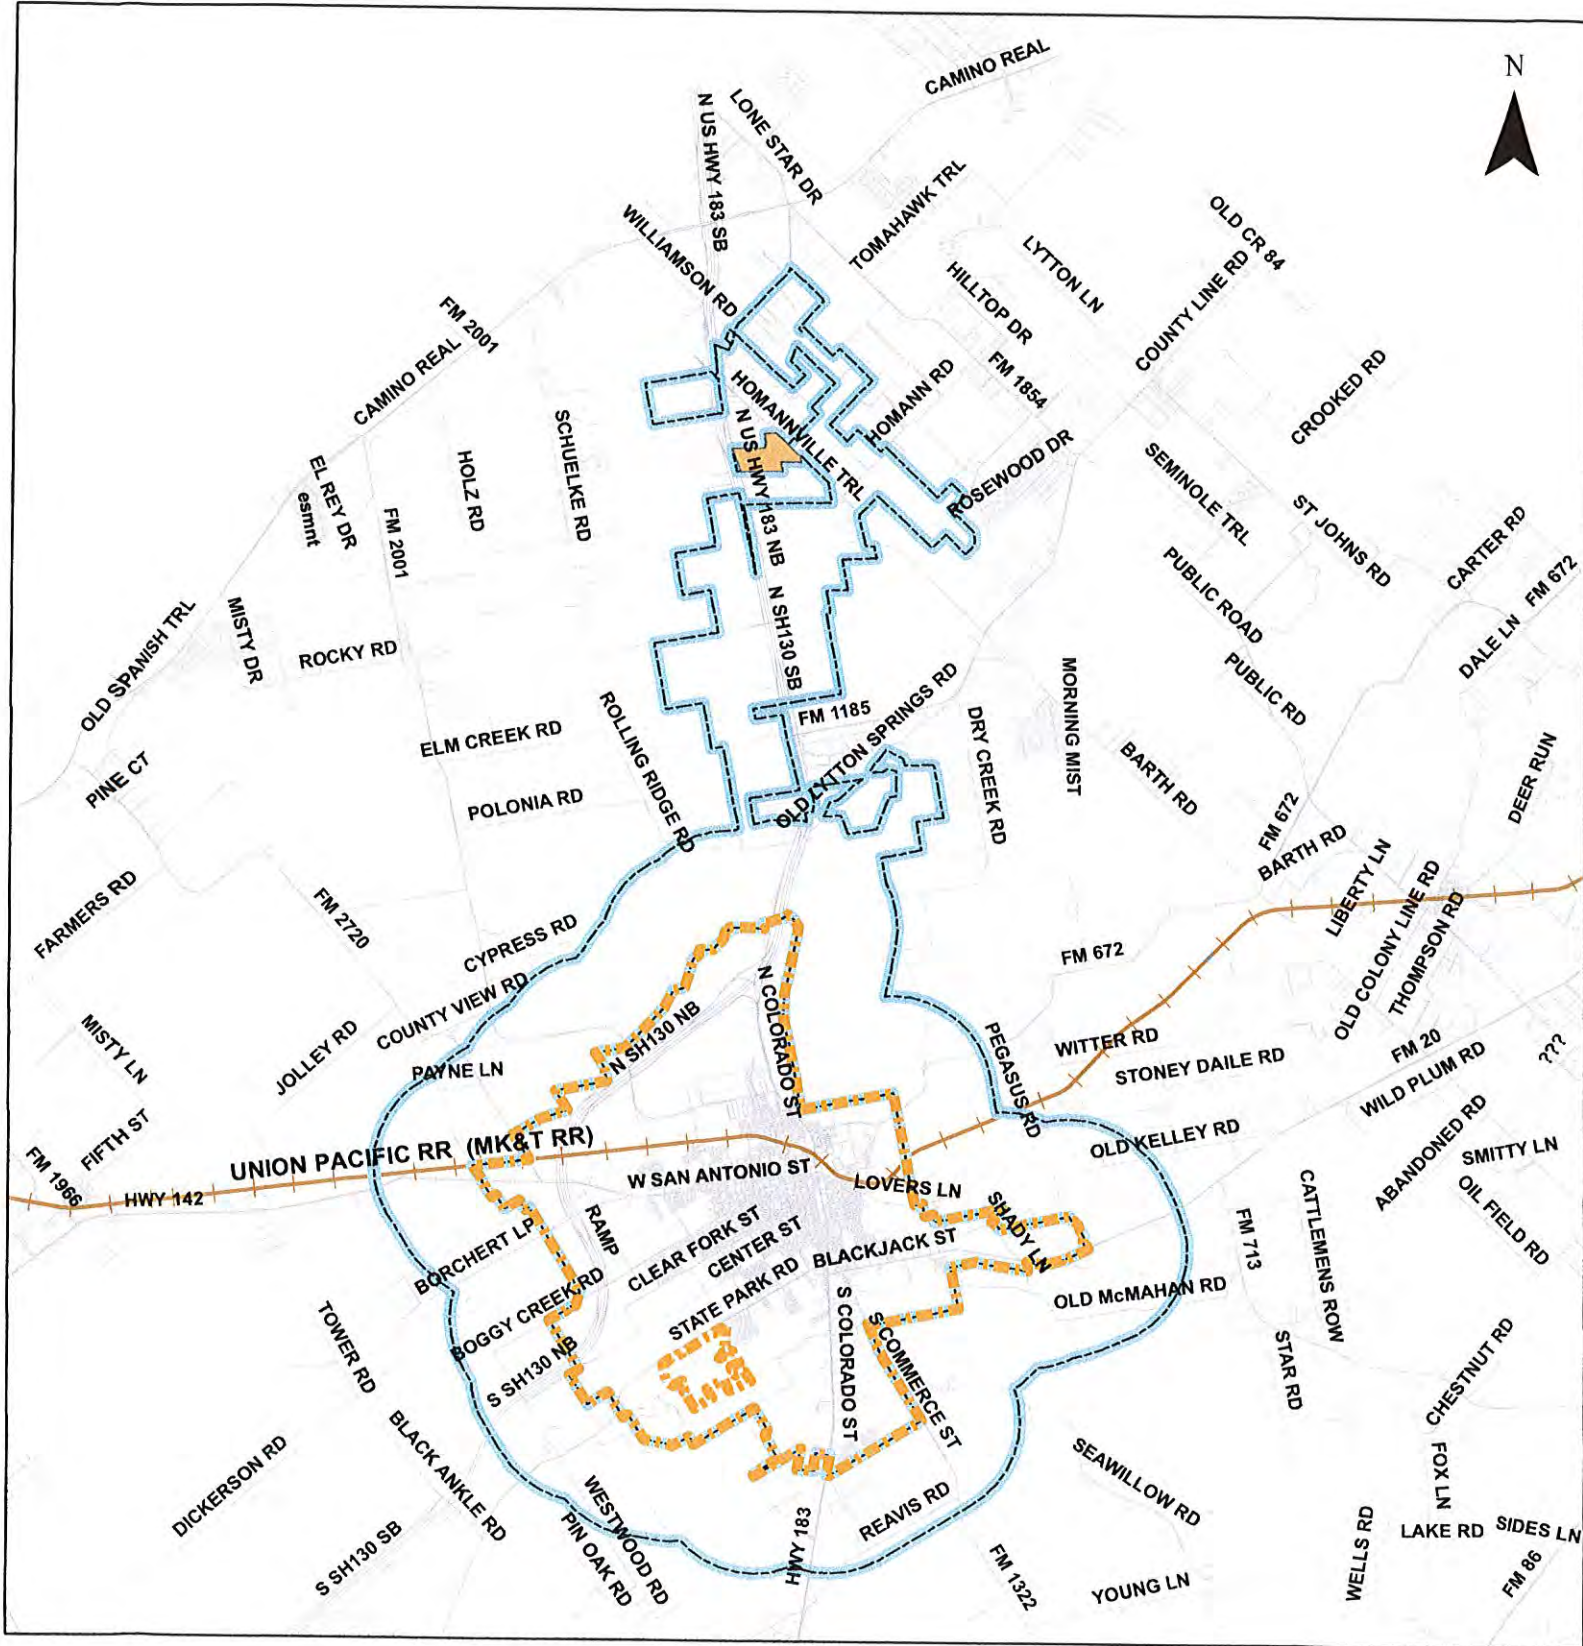 N
CAMINO REAL
LONE STAR DR
N US HWY 183 SB
TOMAHAWK TRL
WILLIAMSON RD
OLD CR 84
LYTTON LN
COUNTY LINE RD
HILLTOP DR
FM 2001
CAMINO REAL
HOMANNVILLE TRL
HOMANN RD
FM 1854
CROOKED RD
N US HWY 183 NB
SCHUELKE RD
HOLZ RD
EL REY DR
esmnt
FM 2001
ROSEWOOD DR
SEMINOLE TRL
ST JOHNS RD
CARTER RD
FM 672
PUBLIC ROAD
DALE LN
OLD SPANISH TRL
MISTY DR
ROCKY RD
N SH130 SB
PUBLIC RD
MORNING MIST
FM 1185
OLD LYTTON SPRINGS RD
DRY CREEK RD
ROLLING RIDGE RD
ELM CREEK RD
PINE CT
POLONIA RD
BARTH RD
DEER RUN
FM 672
BARTH RD
LIBERTY LN
OLD COLONY LINE RD
THOMPSON RD
FARMERS RD
FM 2720
CYPRESS RD
FM 672
COUNTY VIEW RD
N COLORADO ST
N SH130 NB
MISTY LN
JOLLEY RD
PAYNE LN
PEGASUS RD
WITTER RD
STONEY DAILE RD
FM 20
WILD PLUM RD
???
FIFTH ST
FM 1966
UNION PACIFIC RR (MK&T RR)
HWY 142
W SAN ANTONIO ST
LOVERS LN
OLD KELLEY RD
ABANDONED RD
SMITTY LN
OIL FIELD RD
CATTLEMENS ROW
FM 713
SHADY LN
RAMP
CLEAR FORK ST
CENTER ST
BLACKJACK ST
BORCHERT LP
BOGGY CREEK RD
STATE PARK RD
OLD McMAHAN RD
S COLORADO ST
S COMMERCE ST
TOWER RD
S SH130 NB
STAR RD
CHESTNUT RD
BLACK ANKLE RD
DICKERSON RD
SEAWILLOW RD
FOX LN
LAKE RD
SIDES LN
WESTWOOD RD
PIN OAK RD
S SH130 SB
HWY 183
REAVIS RD
FM 1322
YOUNG LN
WELLS RD
FM 86